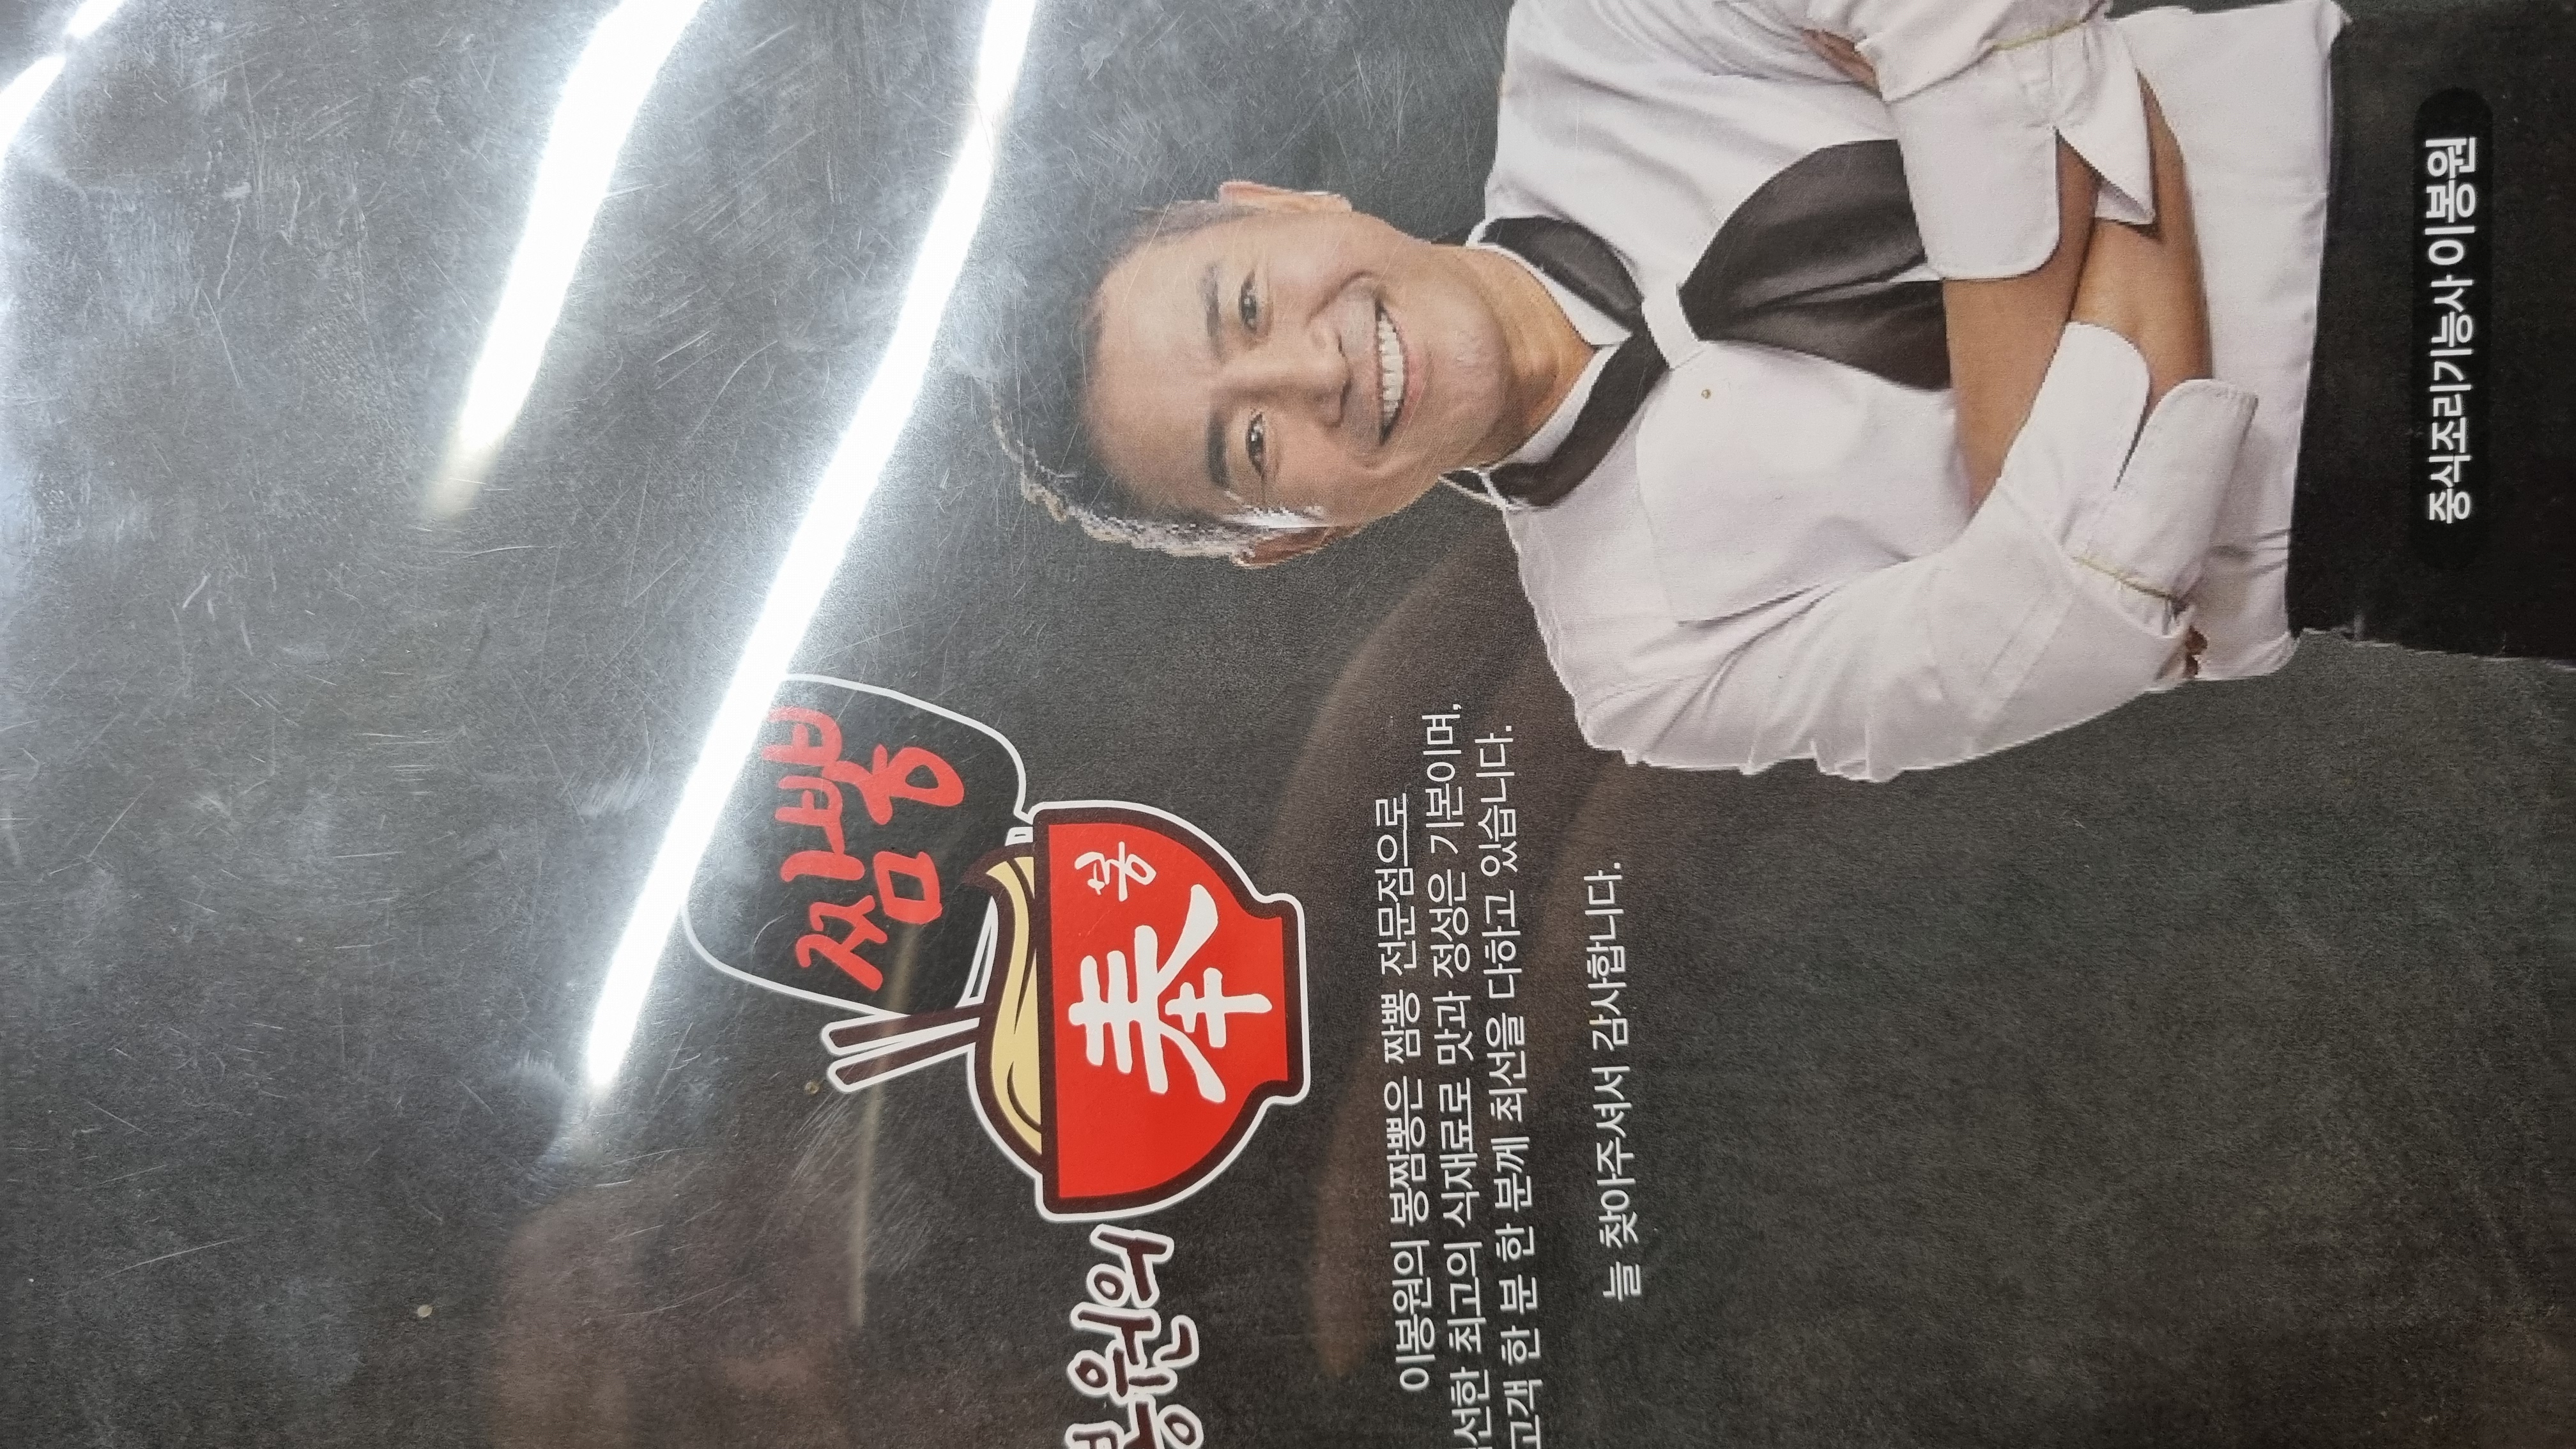 짬뽕
봉원의 奉 봉
이봉원의 봉짬뽕은 짬뽕 전문점으로
신선한 최고의 식재료로 맛과 정성은 기본이며,
고객 한 분 한 분께 최선을 다하고 있습니다.
늘 찾아주셔서 감사합니다.
중식조리기능사 이봉원